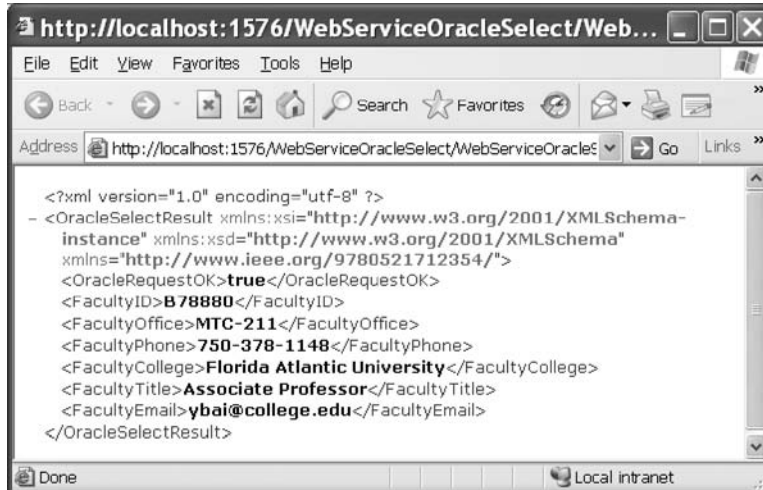 http://localhost:1576/WebServiceOracleSelect/Web...
File Edit View Favorites Tools Help
Back Search Favorites »
Address http://localhost:1576/WebServiceOracleSelect/WebServiceOracleS Go Links »
<?xml version="1.0" encoding="utf-8" ?>
- <OracleSelectResult xmlns:xsi="http://www.w3.org/2001/XMLSchema-
instance" xmlns:xsd="http://www.w3.org/2001/XMLSchema"
xmlns="http://www.ieee.org/9780521712354/">
<OracleRequestOK>true</OracleRequestOK>
<FacultyID>B78880</FacultyID>
<FacultyOffice>MTC-211</FacultyOffice>
<FacultyPhone>750-378-1148</FacultyPhone>
<FacultyCollege>Florida Atlantic University</FacultyCollege>
<FacultyTitle>Associate Professor</FacultyTitle>
<FacultyEmail>ybai@college.edu</FacultyEmail>
</OracleSelectResult>
Done Local intranet